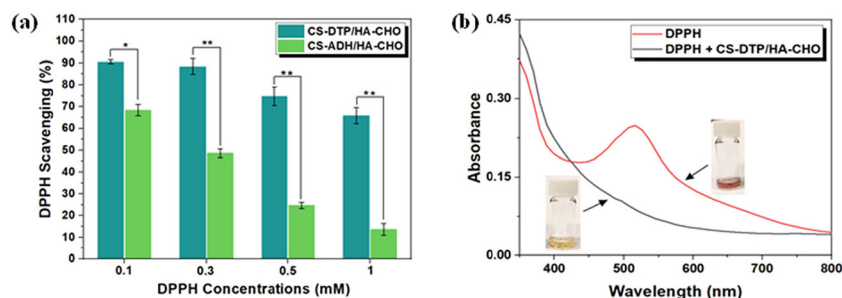 (a)
CS-DTP/HA-CHO
CS-ADH/HA-CHO
110
100
90
80
70
60
50
40
30
20
10
0
*
**
**
**
DPPH Scavenging (%)
0.1 0.3 0.5 1
DPPH Concentrations (mM)
(b)
DPPH
DPPH + CS-DTP/HA-CHO
0.45
0.30
0.15
0.00
Absorbance
400 500 600 700 800
Wavelength (nm)